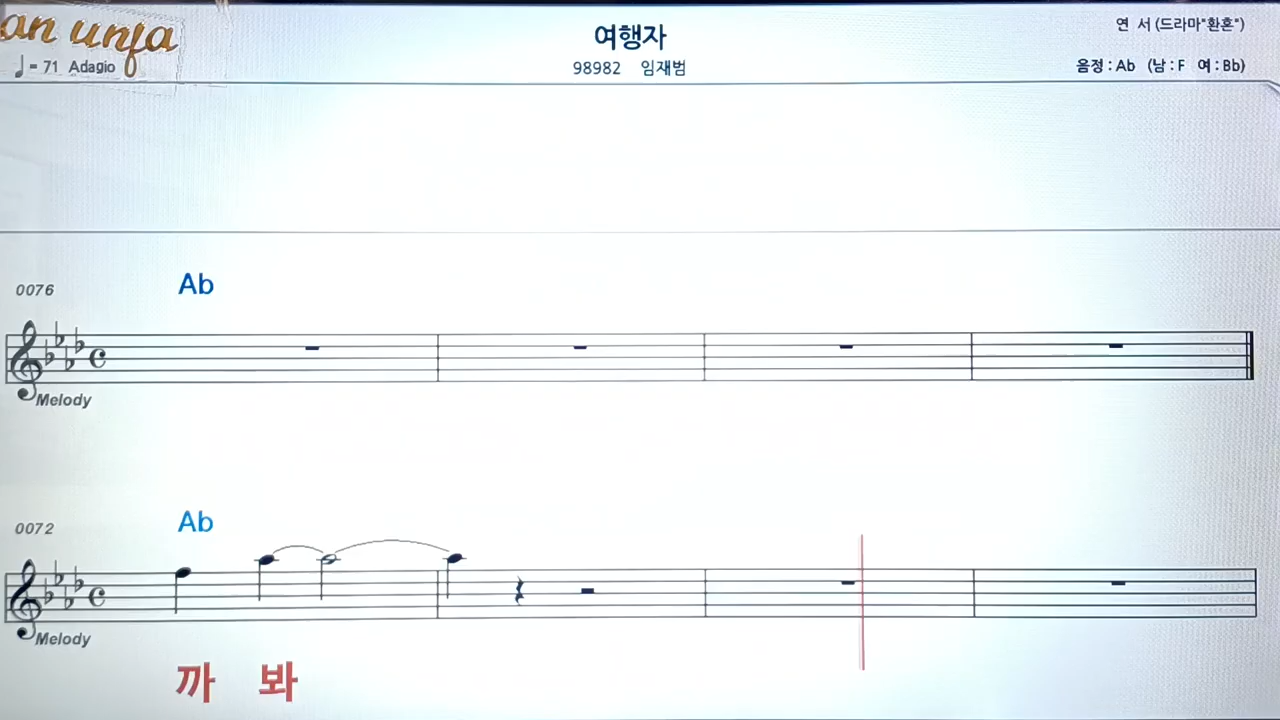 an unfa
♩= 71 Adagio
여행자
98982 임재범
연 서 (드라마"환혼")
음정 : Ab (남 : F 여 : Bb)
0076
Ab
Melody
0072
Ab
Melody
까 봐